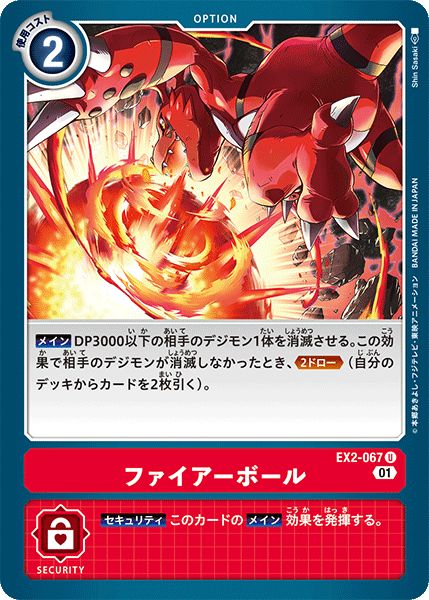 OPTION
使用コスト
2
Shin Sasaki
BANDAI MADE IN JAPAN
©本郷あきよし・フジテレビ・東映アニメーション
メイン DP3000以下の相手のデジモン1体を消滅させる。この効
果で相手のデジモンが消滅しなかったとき、2ドロー（自分の
デッキからカードを2枚引く）。
EX2-067 U
01
ファイアーボール
セキュリティ このカードの メイン 効果を発揮する。
SECURITY